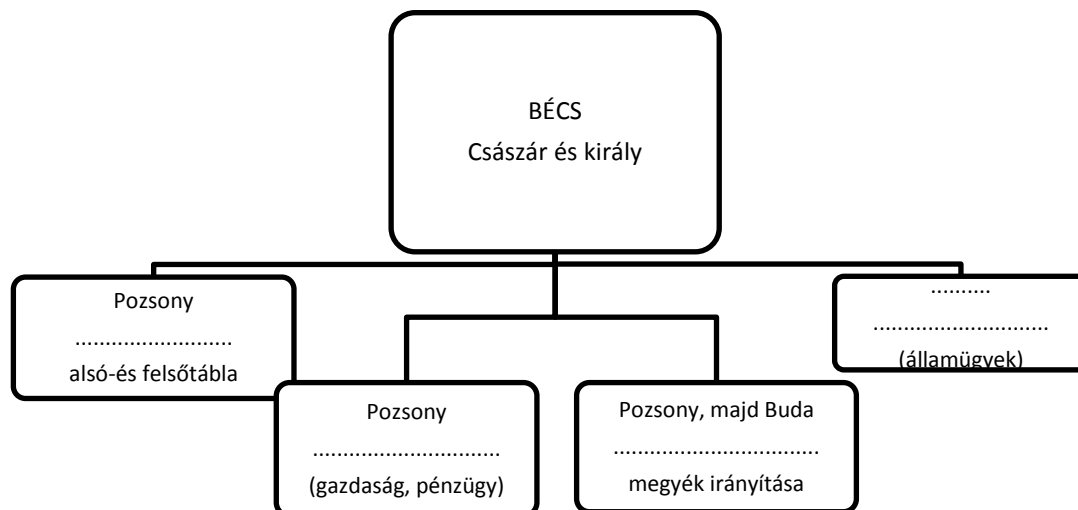 BÉCS
Császár és király
Pozsony
..........................
alsó-és felsőtábla
Pozsony
...............................
(gazdaság, pénzügy)
Pozsony, majd Buda
..................................
megyék irányítása
..........
.............................
(államügyek)